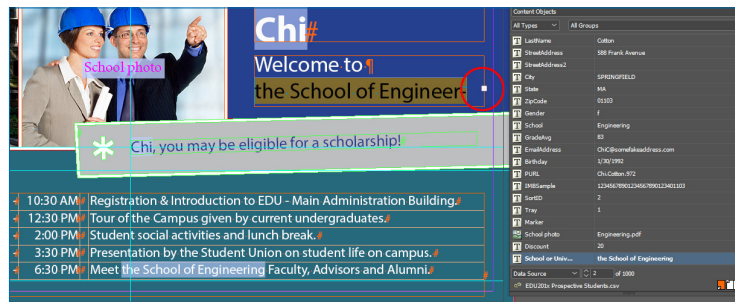 Chi#
Welcome to ¶
the School of Engineer-
School photo
* Chi, you may be eligible for a scholarship!
10:30 AM Registration & Introduction to EDU - Main Administration Building.#
12:30 PM Tour of the Campus given by current undergraduates.#
2:00 PM Student social activities and lunch break.#
3:30 PM Presentation by the Student Union on student life on campus.#
6:30 PM Meet the School of Engineering Faculty, Advisors and Alumni.#
Content Objects
All Types All Groups
T LastName Cotton
T StreetAddress 588 Frank Avenue
T StreetAddress2
T City SPRINGFIELD
T State MA
T ZipCode 01103
T Gender f
T School Engineering
T GradeAvg 83
T EmailAddress ChiC@somefakeaddress.com
T Birthday 1/30/1992
T PURL Chi.Cotton.972
T IMBSample 1234567890123456789023401103
T SortID 2
T Tray 1
T Marker
School photo Engineering.pdf
T Discount 20
T School or Univ... the School of Engineering
Data Source 2 of 1000
EDU201x Prospective Students.csv